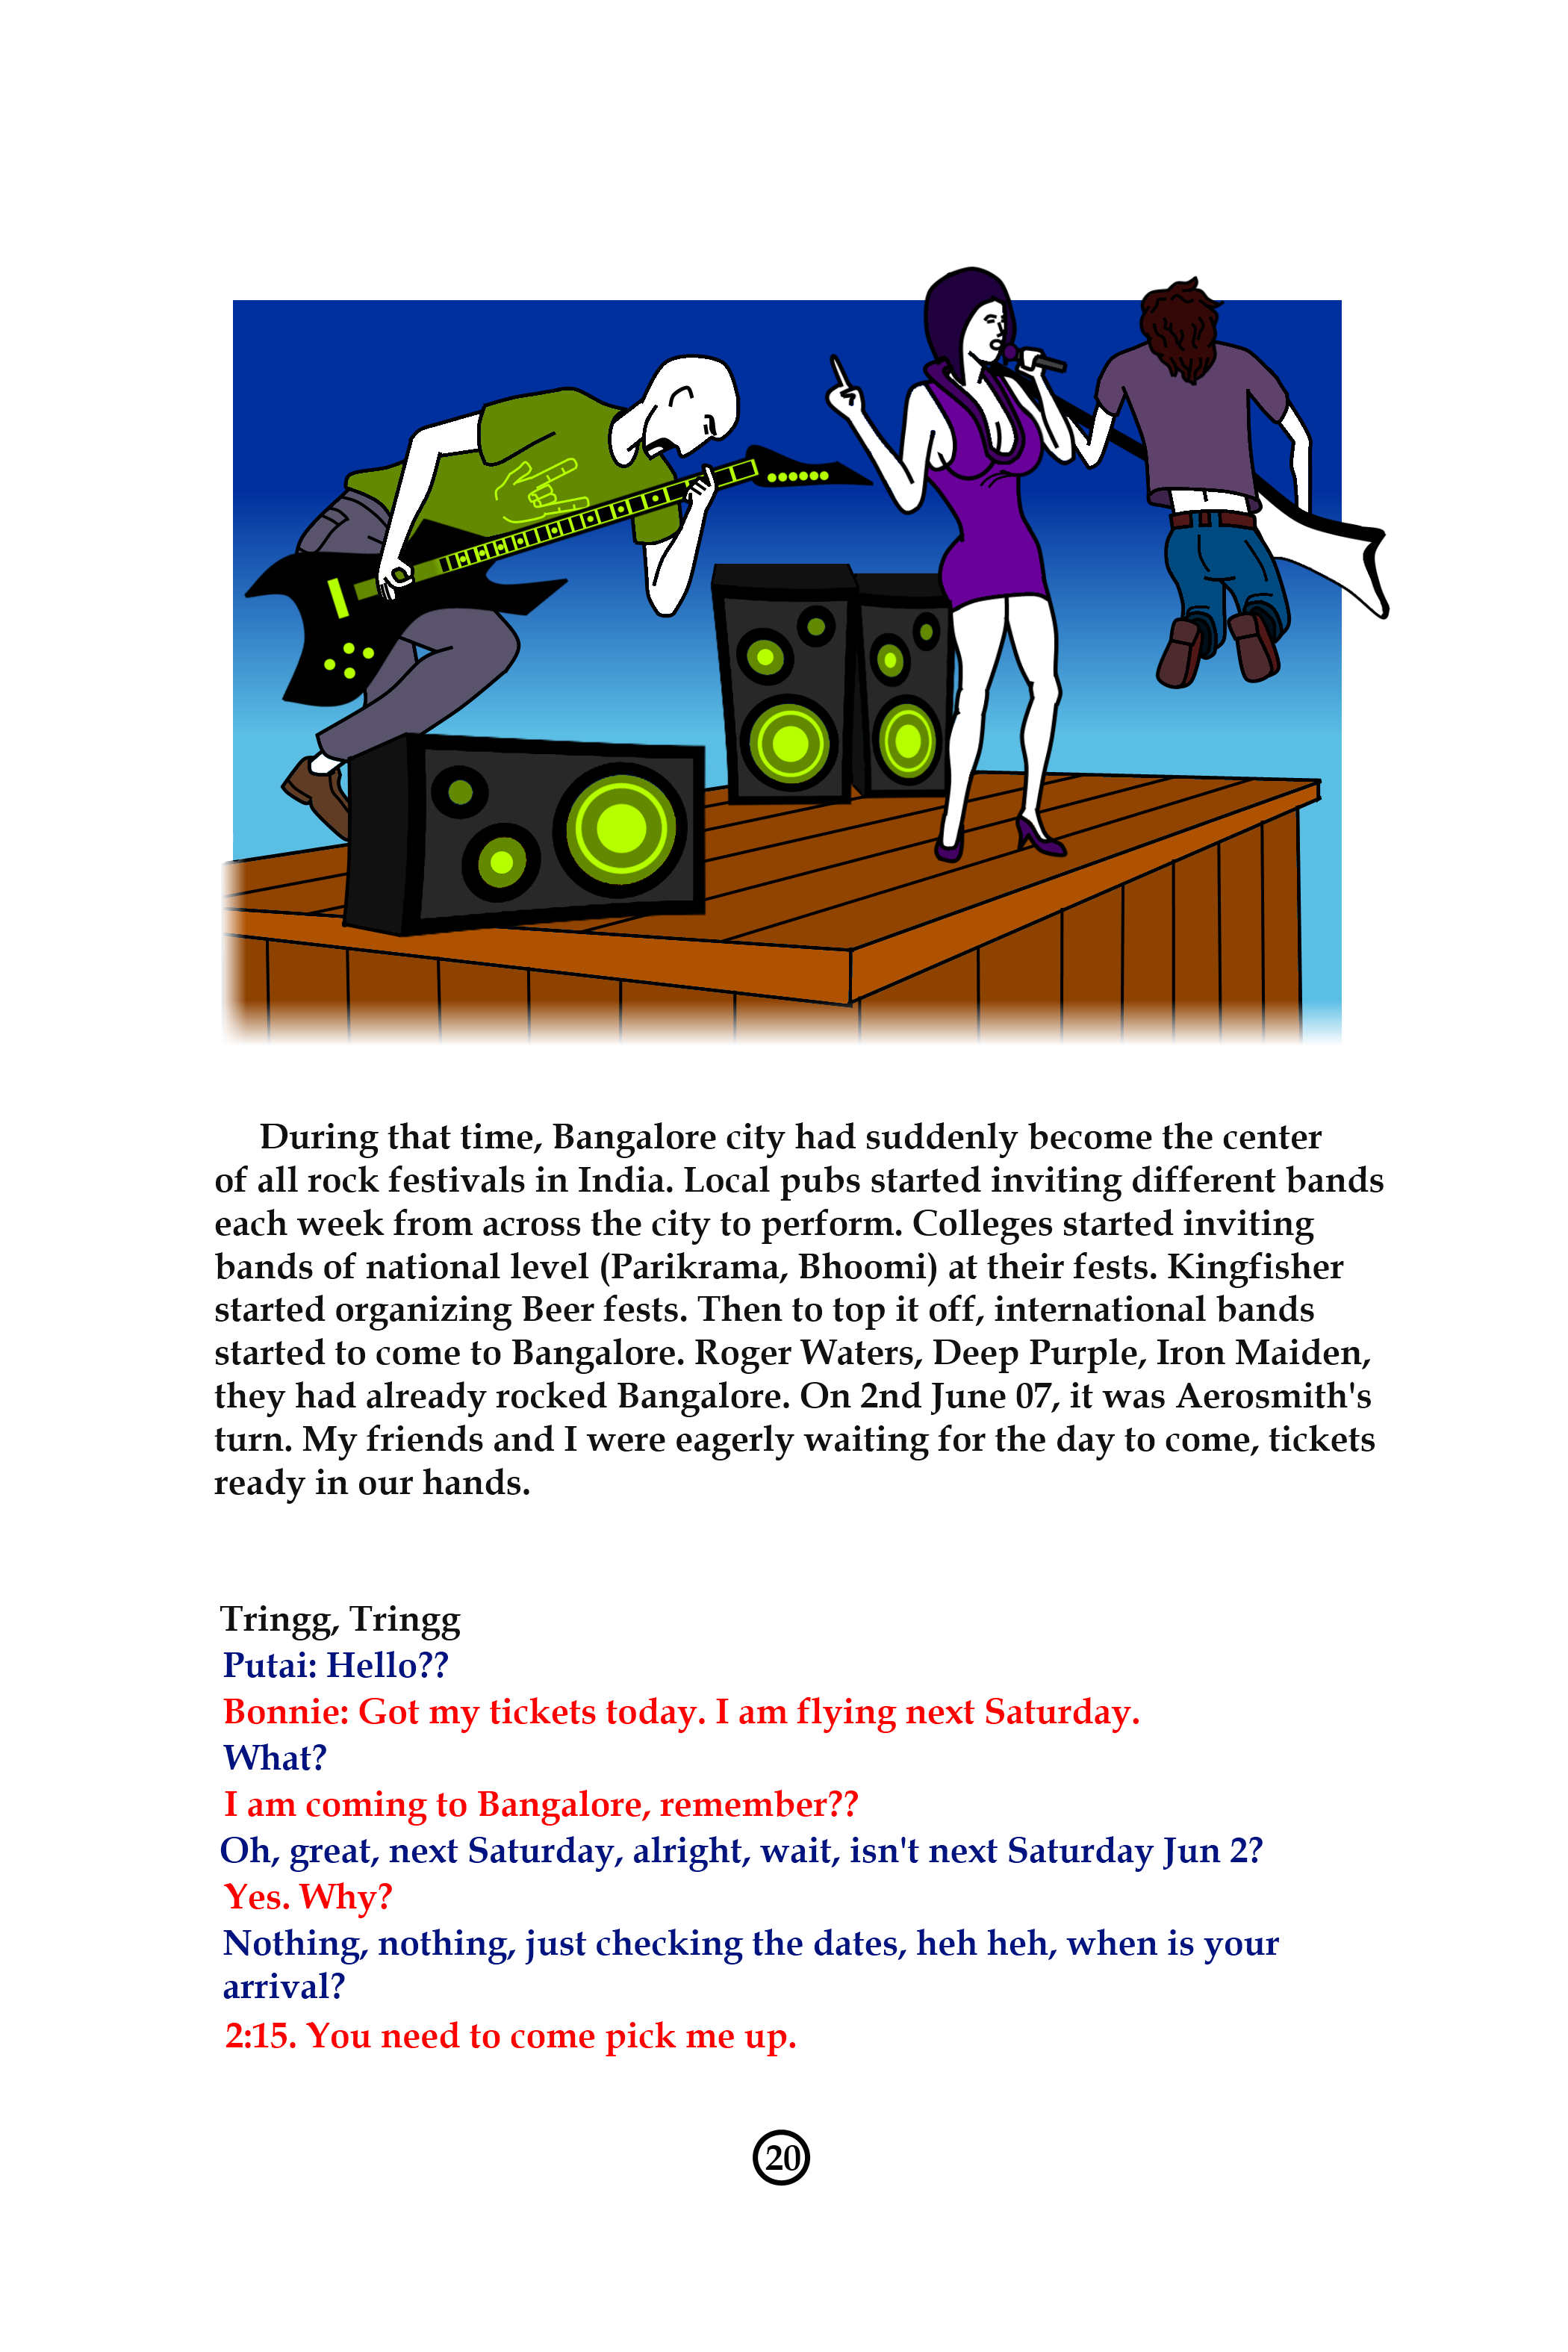 During that time, Bangalore city had suddenly become the center
of all rock festivals in India. Local pubs started inviting different bands
each week from across the city to perform. Colleges started inviting
bands of national level (Parikrama, Bhoomi) at their fests. Kingfisher
started organizing Beer fests. Then to top it off, international bands
started to come to Bangalore. Roger Waters, Deep Purple, Iron Maiden,
they had already rocked Bangalore. On 2nd June 07, it was Aerosmith's
turn. My friends and I were eagerly waiting for the day to come, tickets
ready in our hands.
Tringg, Tringg
Putai: Hello??
Bonnie: Got my tickets today. I am flying next Saturday.
What?
I am coming to Bangalore, remember??
Oh, great, next Saturday, alright, wait, isn't next Saturday Jun 2?
Yes. Why?
Nothing, nothing, just checking the dates, heh heh, when is your
arrival?
2:15. You need to come pick me up.
20